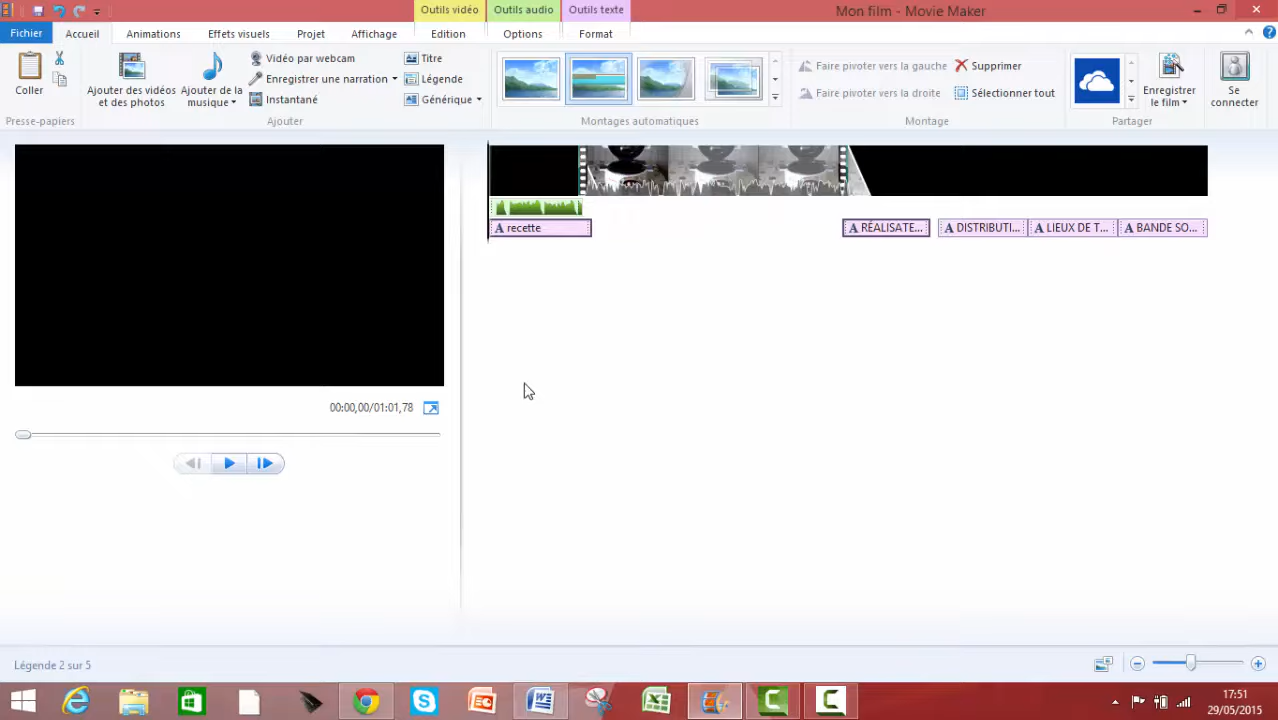 Outils vidéo Outils audio Outils texte Mon film - Movie Maker
Fichier Accueil Animations Effets visuels Projet Affichage Edition Options Format
Coller
Presse-papiers
Ajouter des vidéos
et des photos
Ajouter de la
musique
Vidéo par webcam
Enregistrer une narration
Instantané
Titre
Légende
Générique
Ajouter
Montages automatiques
Faire pivoter vers la gauche
Faire pivoter vers la droite
Supprimer
Sélectionner tout
Montage
Enregistrer
le film
Partager
Se
connecter
A recette A RÉALISATE... A DISTRIBUTI... A LIEUX DE T... A BANDE SO...
00:00,00/01:01,78
Légende 2 sur 5
17:51
29/05/2015